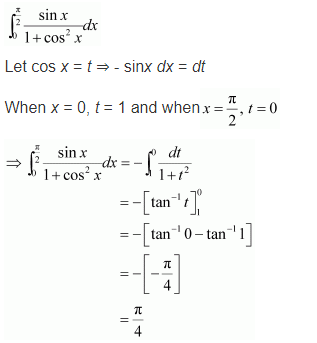 ∫₀^(π/2) sin x / (1 + cos² x) dx
Let cos x = t ⇒ - sinx dx = dt
When x = 0, t = 1 and when x = π/2, t = 0
⇒ ∫₀^(π/2) sin x / (1 + cos² x) dx = −∫₁⁰ dt / (1 + t²)
= −[tan⁻¹ t]₁⁰
= −[tan⁻¹ 0 − tan⁻¹ 1]
= −[−π/4]
= π/4